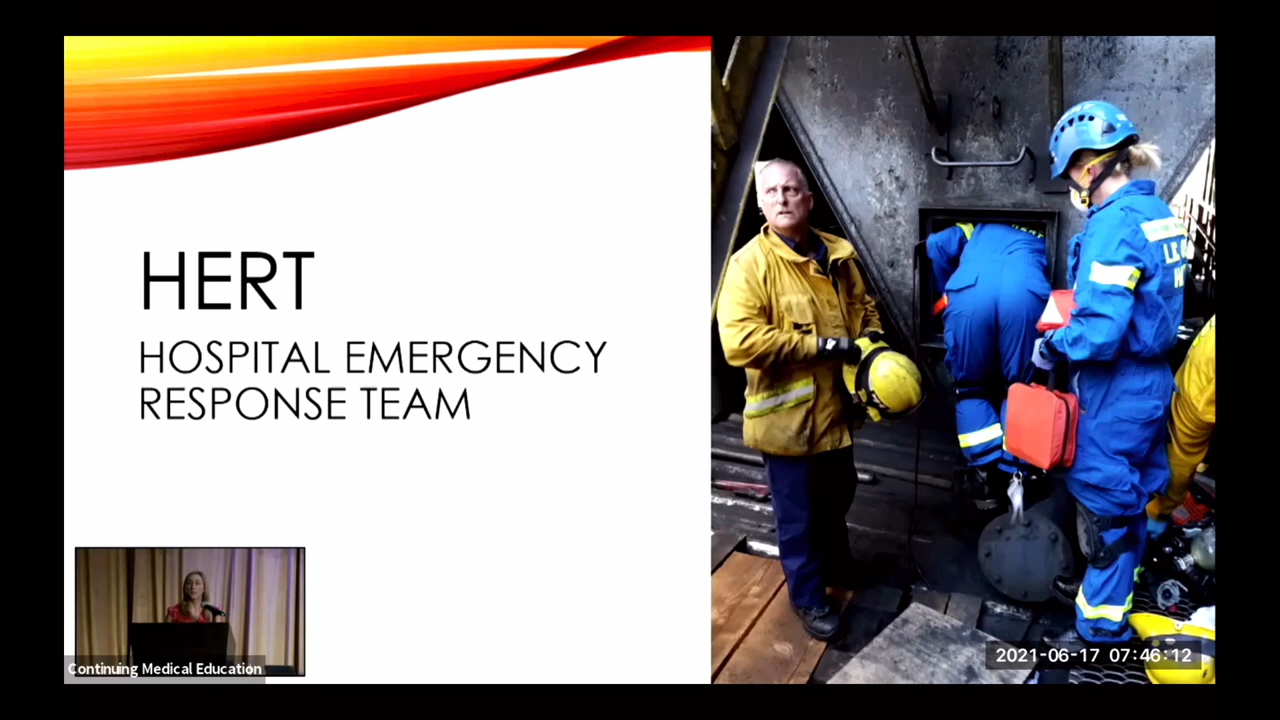 HERT
HOSPITAL EMERGENCY
RESPONSE TEAM
Continuing Medical Education
2021-06-17 07:46:12